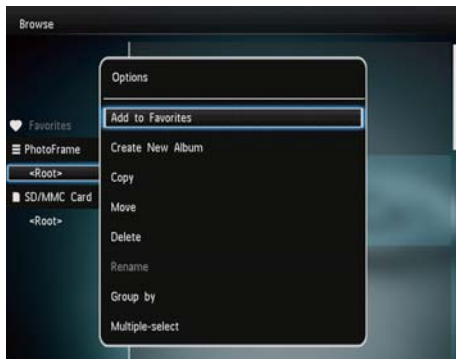 Browse
Favorites
PhotoFrame
<Root>
SD/MMC Card
<Root>
Options
Add to Favorites
Create New Album
Copy
Move
Delete
Rename
Group by
Multiple-select